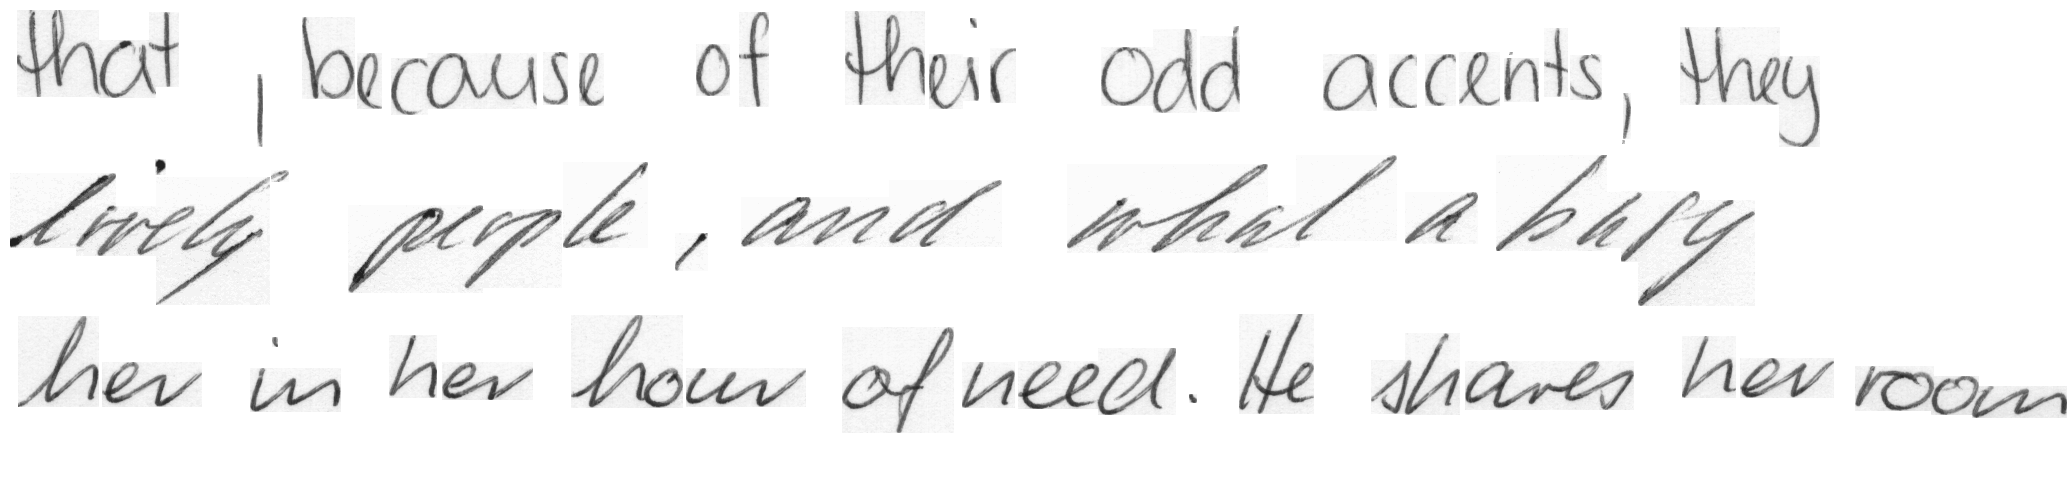 that, because of their odd accents, they
lively people, and what a busy
her in her hour of need. He shares her room